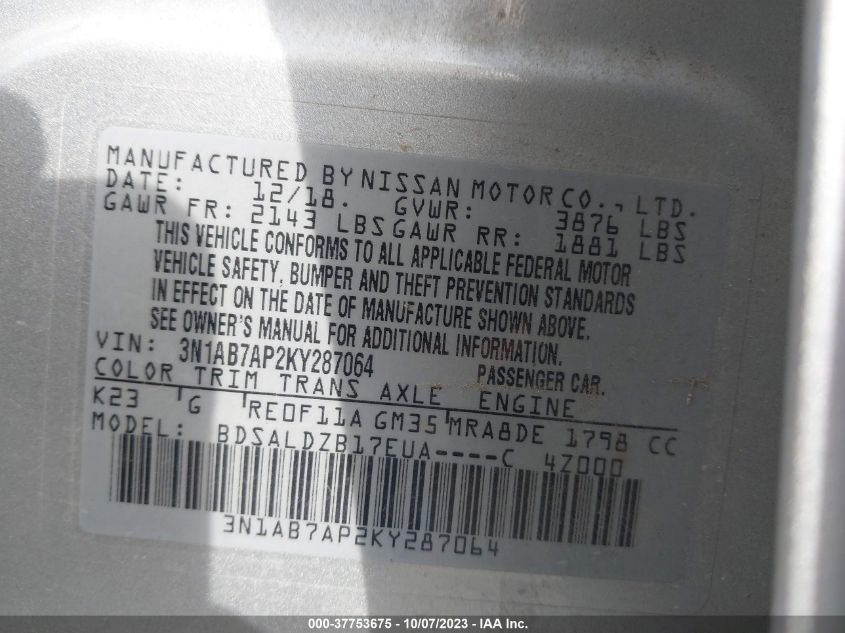 MANUFACTURED BY NISSAN MOTOR CO., LTD.
DATE: 12/18. GVWR: 3876 LBS
GAWR FR: 2143 LBS GAWR RR: 1881 LBS
THIS VEHICLE CONFORMS TO ALL APPLICABLE FEDERAL MOTOR
VEHICLE SAFETY, BUMPER AND THEFT PREVENTION STANDARDS
IN EFFECT ON THE DATE OF MANUFACTURE SHOWN ABOVE.
SEE OWNER'S MANUAL FOR ADDITIONAL INFORMATION.
VIN: 3N1AB7AP2KY287064 PASSENGER CAR.
COLOR TRIM TRANS AXLE ENGINE
K23 G RE0F11A GM35 MRA8DE 1798 CC
MODEL: BDSALDZB17EUA----C 4Z000
3N1AB7AP2KY287064
000-37753675 - 10/07/2023 - IAA Inc.